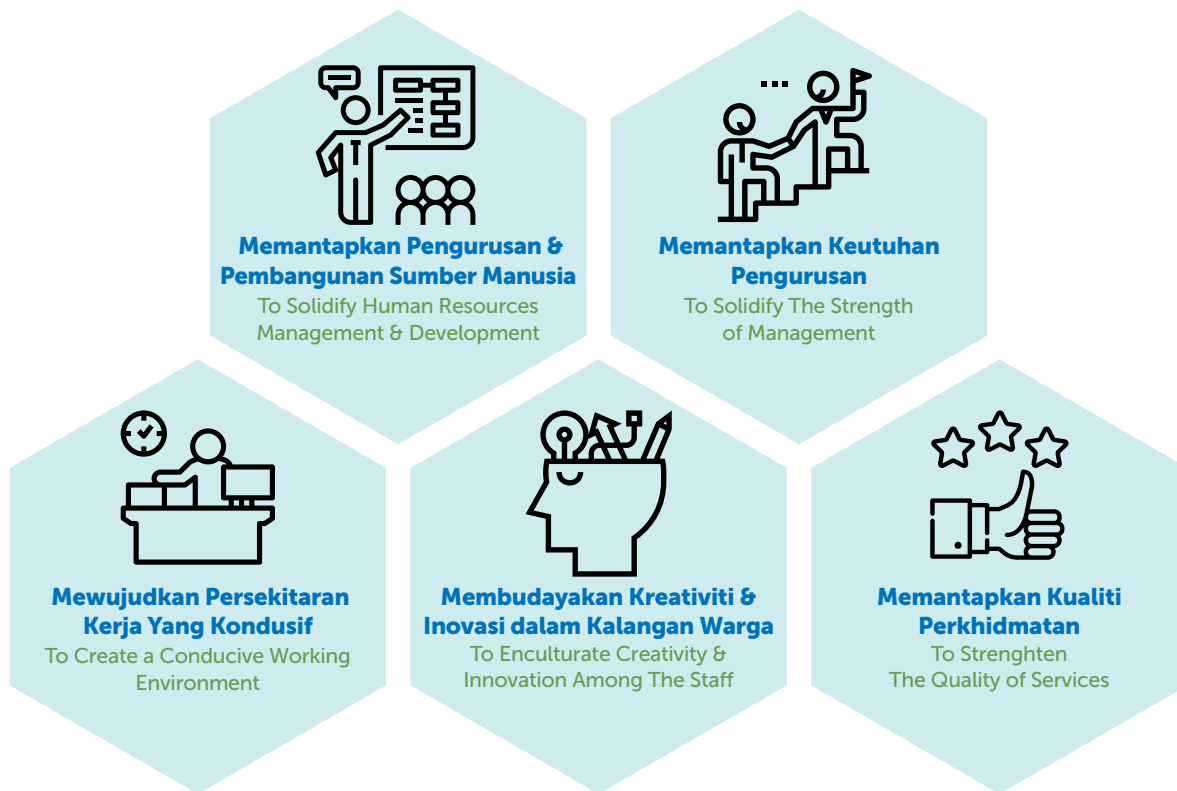 Memantapkan Pengurusan &
Pembangunan Sumber Manusia
To Solidify Human Resources
Management & Development
Memantapkan Keutuhan
Pengurusan
To Solidify The Strength
of Management
Mewujudkan Persekitaran
Kerja Yang Kondusif
To Create a Conducive Working
Environment
Membudayakan Kreativiti &
Inovasi dalam Kalangan Warga
To Enculturate Creativity &
Innovation Among The Staff
Memantapkan Kualiti
Perkhidmatan
To Strenghten
The Quality of Services